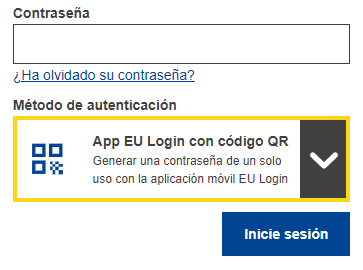 Contraseña
¿Ha olvidado su contraseña?
Método de autenticación
App EU Login con código QR
Generar una contraseña de un solo
uso con la aplicación móvil EU Login
Inicie sesión